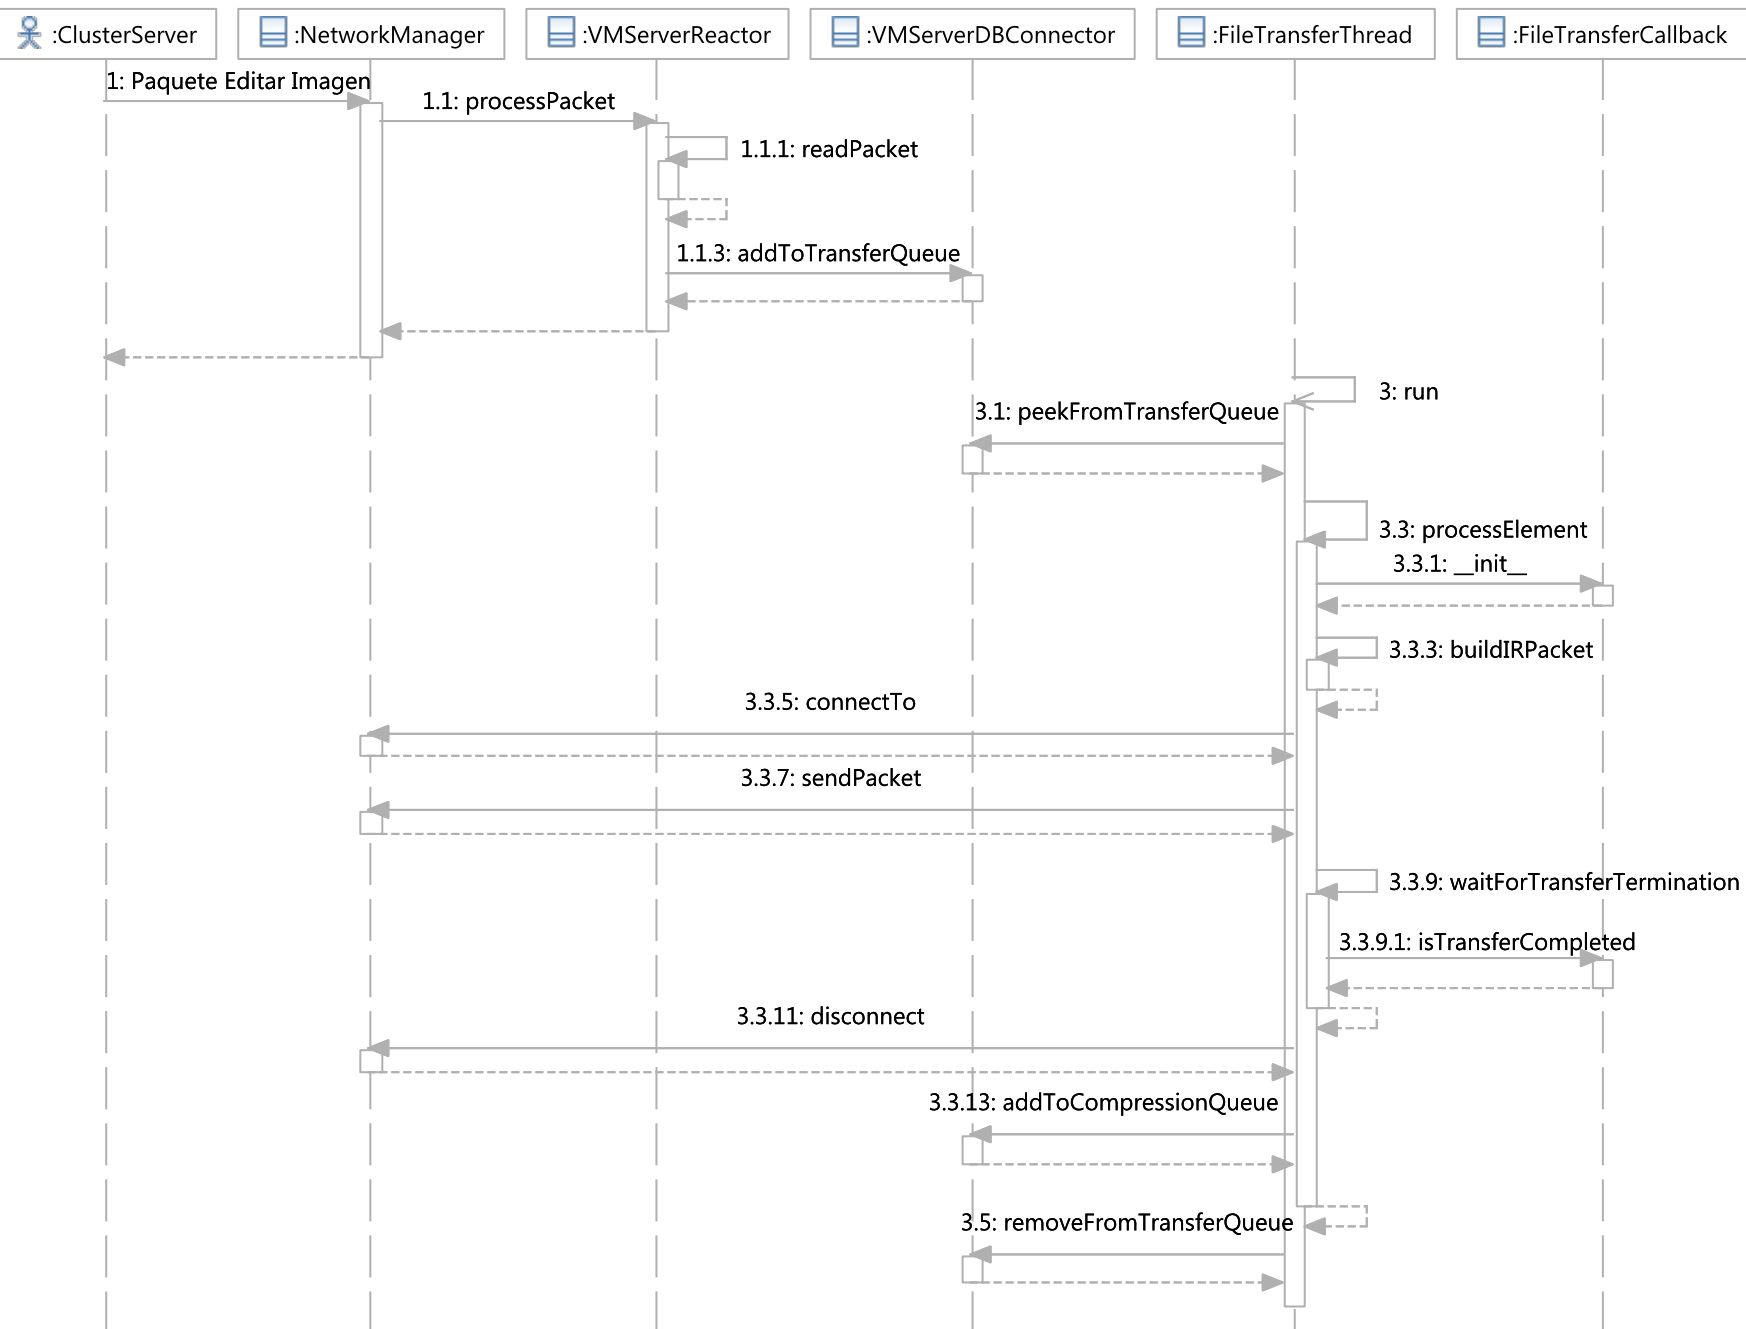 :ClusterServer
:NetworkManager
:VMServerReactor
:VMServerDBConnector
:FileTransferThread
:FileTransferCallback
1: Paquete Editar Imagen
1.1: processPacket
1.1.1: readPacket
1.1.3: addToTransferQueue
3: run
3.1: peekFromTransferQueue
3.3: processElement
3.3.1: __init__
3.3.3: buildIRPacket
3.3.5: connectTo
3.3.7: sendPacket
3.3.9: waitForTransferTermination
3.3.9.1: isTransferCompleted
3.3.11: disconnect
3.3.13: addToCompressionQueue
3.5: removeFromTransferQueue